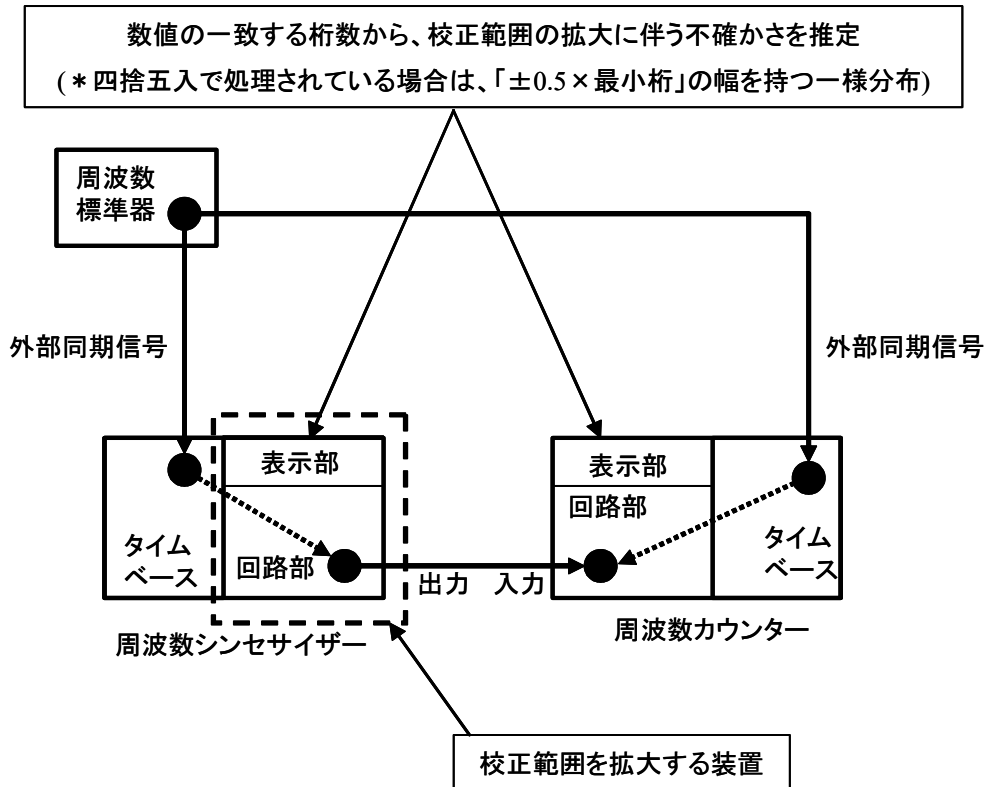 数値の一致する桁数から、校正範囲の拡大に伴う不確かさを推定
(＊四捨五入で処理されている場合は、「±0.5×最小桁」の幅を持つ一様分布)
周波数
標準器
外部同期信号
外部同期信号
表示部
タイム
ベース
回路部
出力
入力
表示部
回路部
タイム
ベース
周波数シンセサイザー
周波数カウンター
校正範囲を拡大する装置